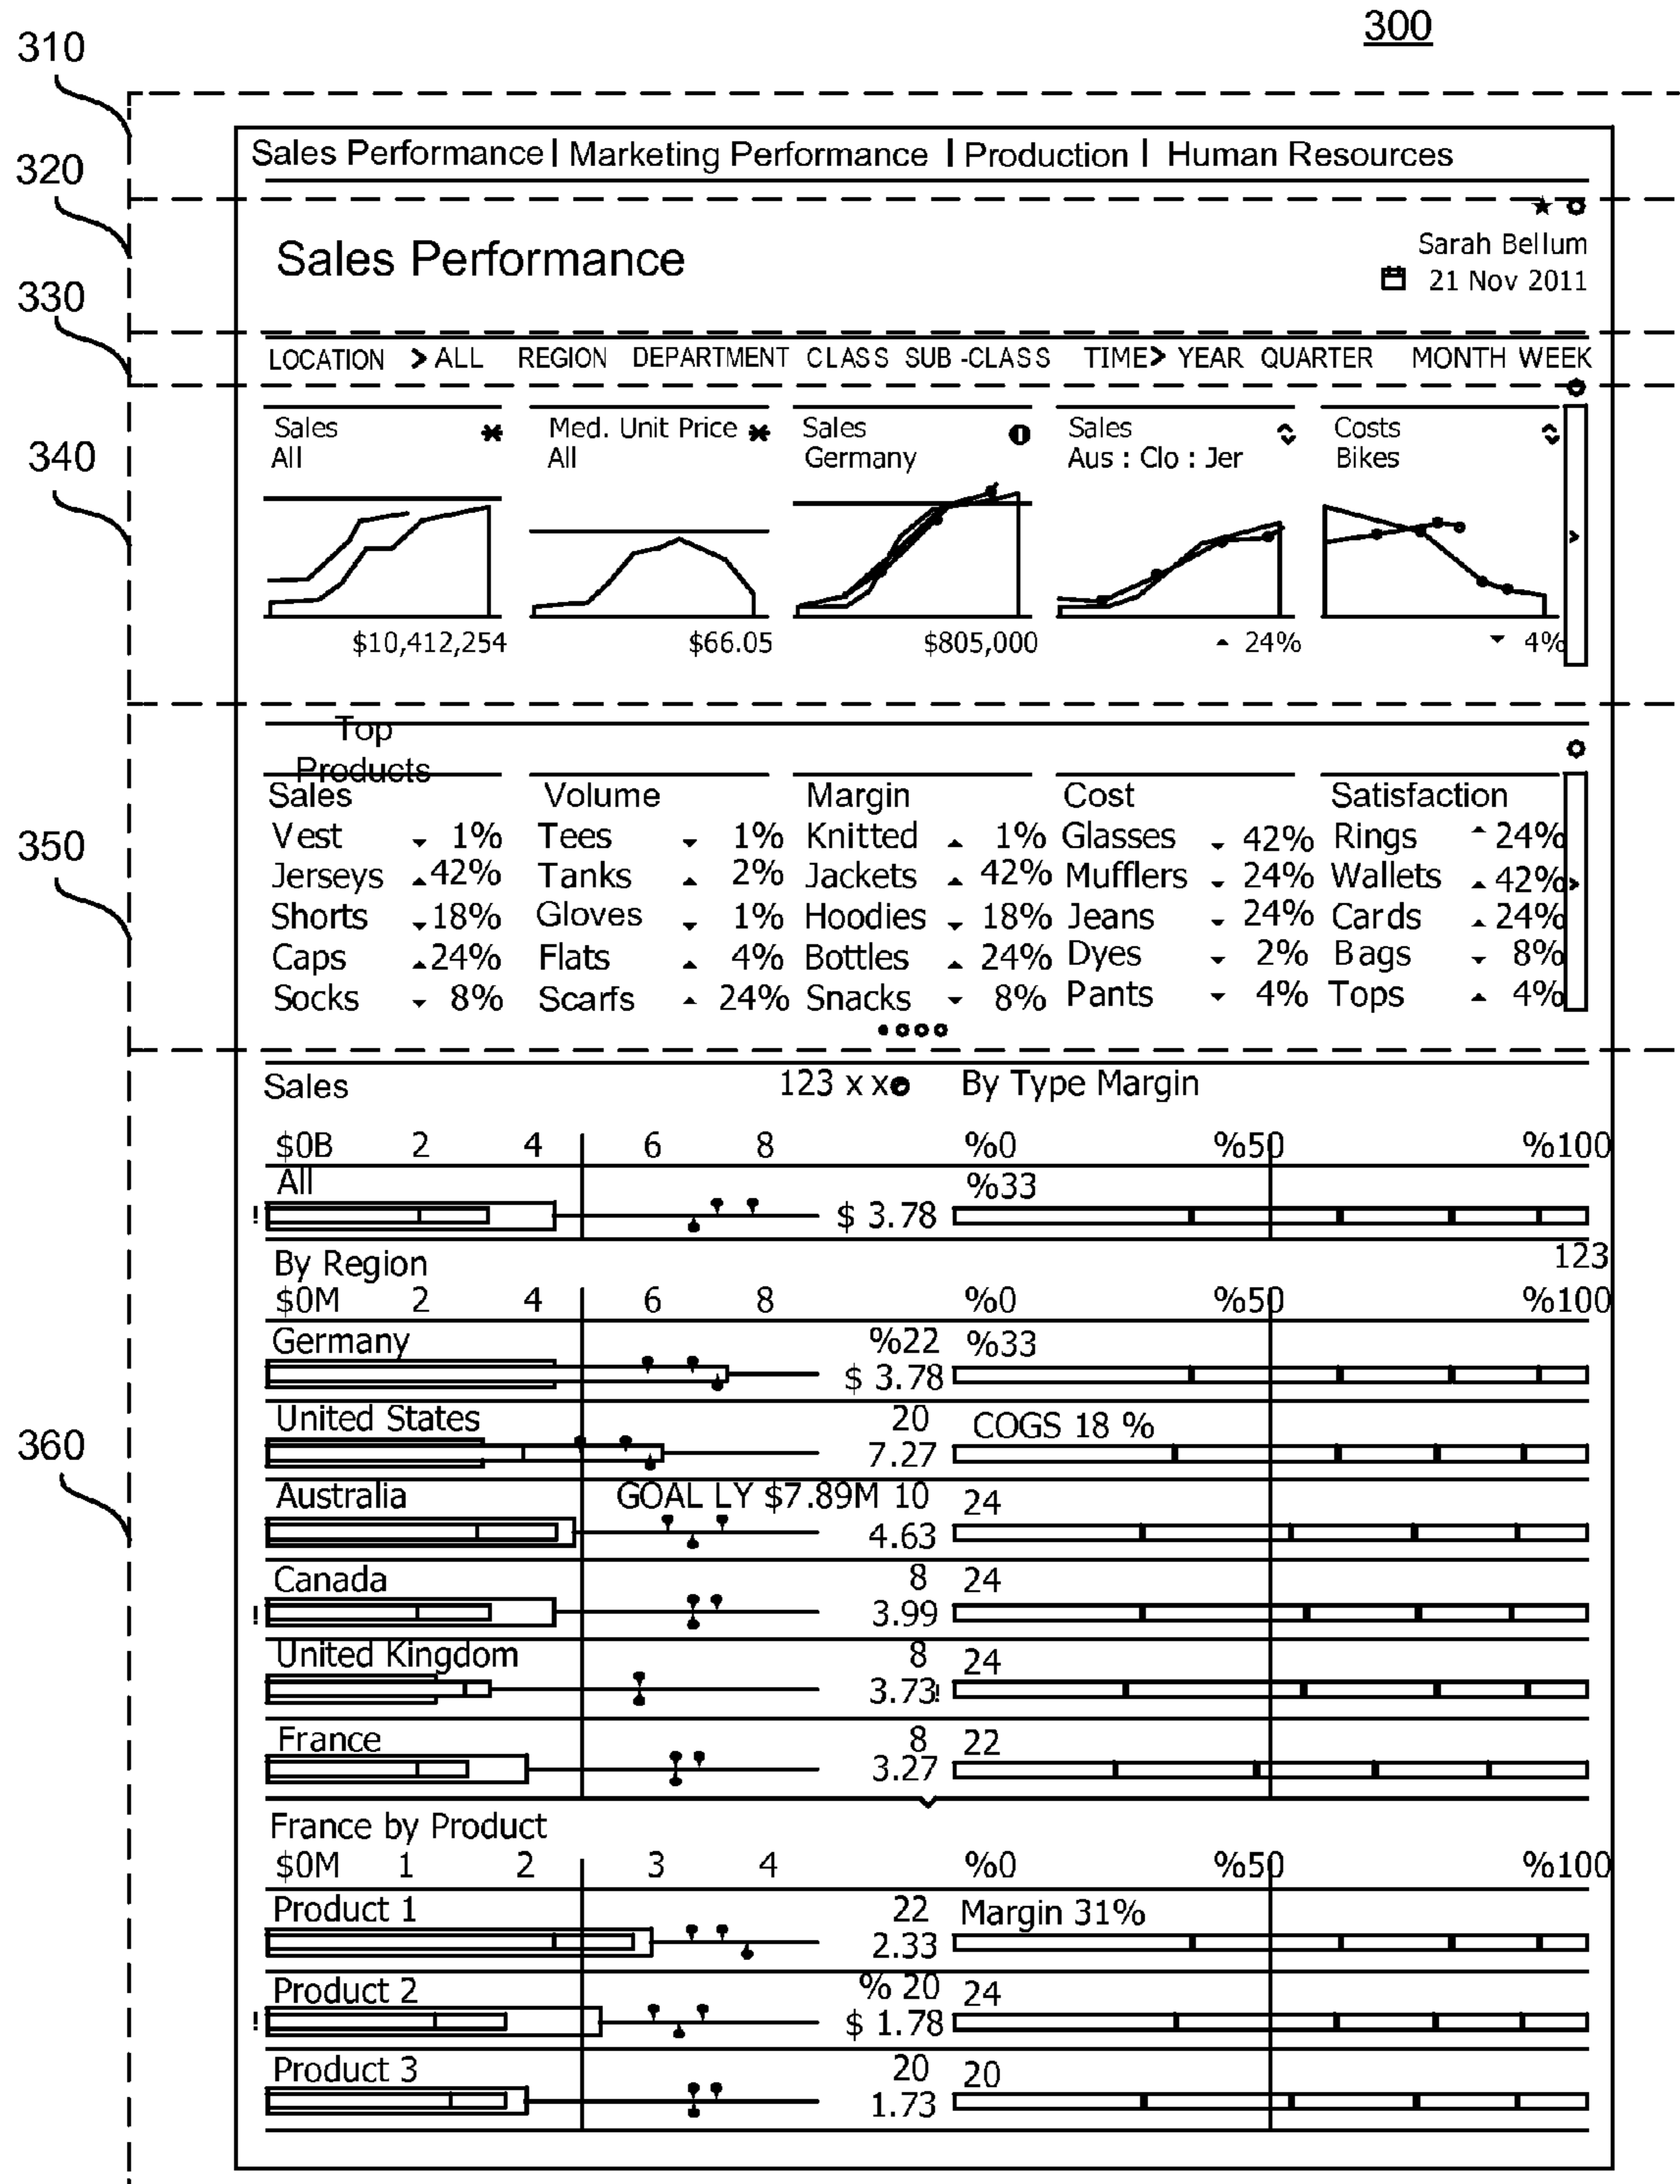 300
310
320
330
340
350
360
Sales Performance | Marketing Performance | Production | Human Resources
Sales Performance
Sarah Bellum
21 Nov 2011
LOCATION > ALL REGION DEPARTMENT CLASS SUB -CLASS TIME> YEAR QUARTER MONTH WEEK
Sales
All
$10,412,254
Med. Unit Price
All
$66.05
Sales
Germany
$805,000
Sales
Aus : Clo : Jer
24%
Costs
Bikes
4%
>
Top
Products
Sales Volume Margin Cost Satisfaction
Vest 1% Tees 1% Knitted 1% Glasses 42% Rings 24%
Jerseys 42% Tanks 2% Jackets 42% Mufflers 24% Wallets 42% >
Shorts 18% Gloves 1% Hoodies 18% Jeans 24% Cards 24%
Caps 24% Flats 4% Bottles 24% Dyes 2% Bags 8%
Socks 8% Scarfs 24% Snacks 8% Pants 4% Tops 4%
Sales 123 x x By Type Margin
$0B 2 4 6 8 %0 %50 %100
All %33
! $ 3.78
By Region 123
$0M 2 4 6 8 %0 %50 %100
Germany %22 %33
$ 3.78
United States 20 COGS 18 %
7.27
Australia GOAL LY $7.89M 10 24
4.63
Canada 8 24
! 3.99
United Kingdom 8 24
3.73!
France 8 22
3.27
France by Product
$0M 1 2 3 4 %0 %50 %100
Product 1 22 Margin 31%
2.33
Product 2 % 20 24
! $ 1.78
Product 3 20 20
1.73